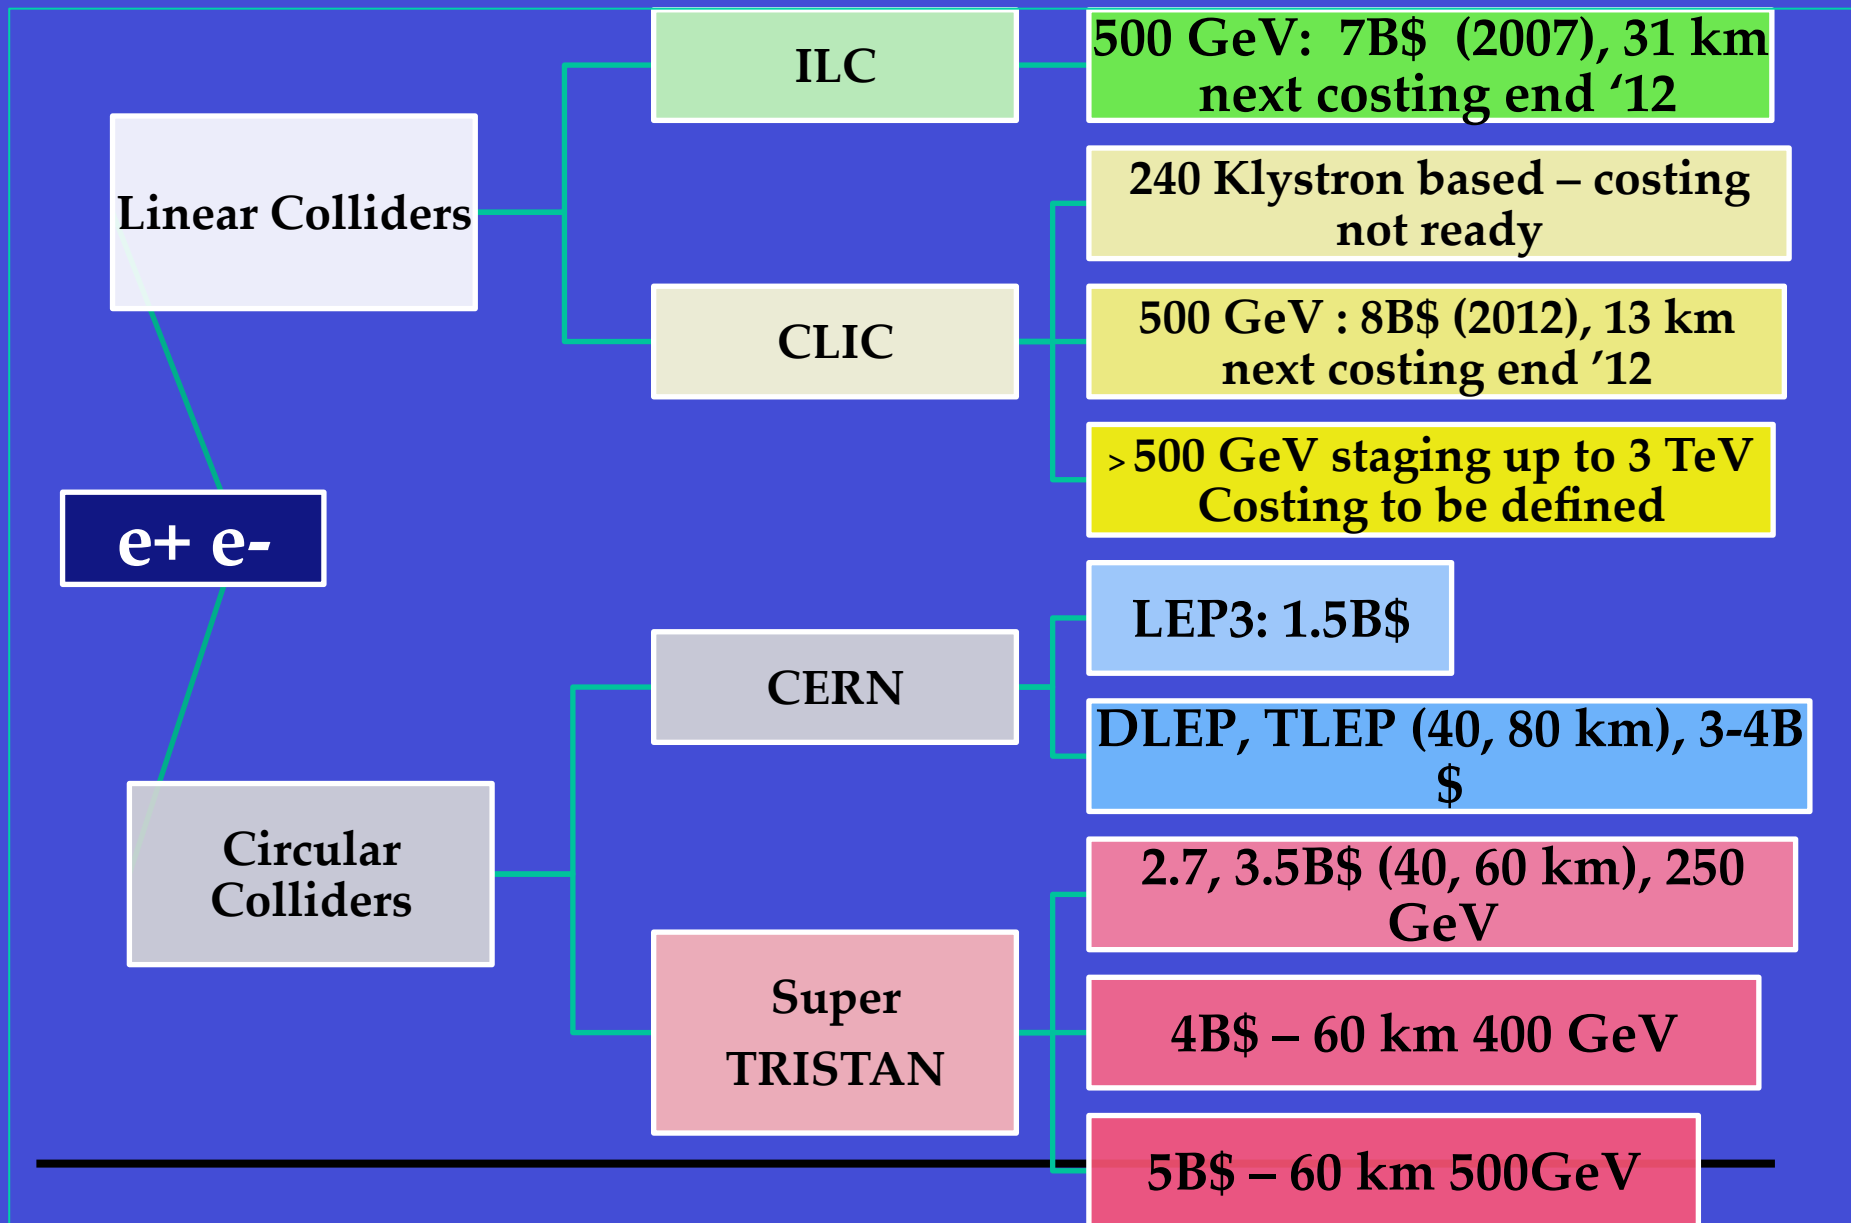 ILC
500 GeV:  7B$  (2007), 31 km
next costing end ‘12
Linear Colliders
240 Klystron based – costing
not ready
CLIC
500 GeV : 8B$ (2012), 13 km
next costing end ’12
> 500 GeV staging up to 3 TeV
Costing to be defined
e+ e-
LEP3: 1.5B$
CERN
DLEP, TLEP (40, 80 km), 3-4B
$
Circular
Colliders
2.7, 3.5B$ (40, 60 km), 250
GeV
Super
TRISTAN
4B$ – 60 km 400 GeV
5B$ – 60 km 500GeV